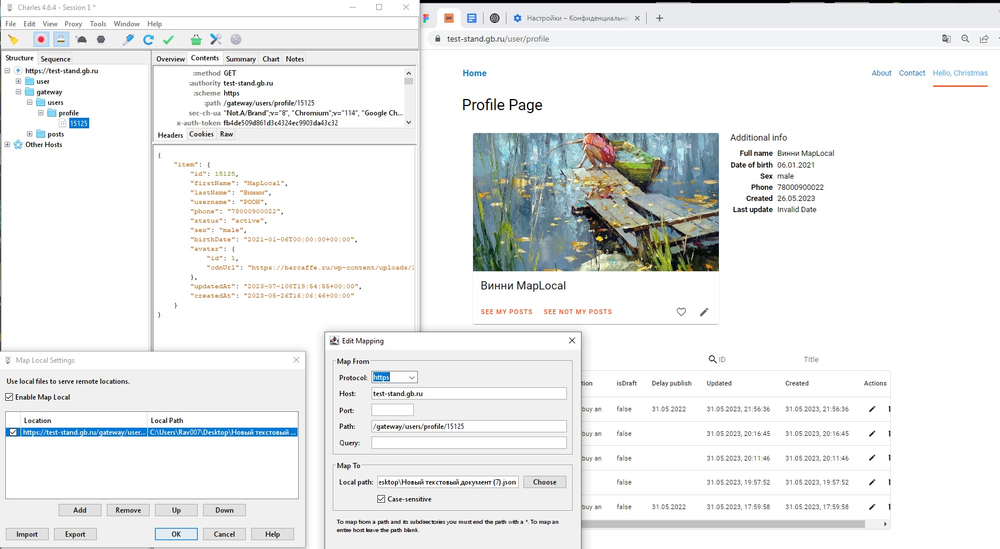 Charles 4.6.4 - Session 1 *
File Edit View Proxy Tools Window Help
Structure Sequence
https://test-stand.gb.ru
user
gateway
users
profile
15125
posts
Other Hosts
Overview Contents Summary Chart Notes
:method GET
:authority test-stand.gb.ru
:scheme https
:path /gateway/users/profile/15125
sec-ch-ua "Not.A/Brand";v="8", "Chromium";v="114", "Google Ch...
x-auth-token fb4de509d861d3c4324ec9903da43c32
Headers Cookies Raw
{
"item": {
"id": 15125,
"firstName": "MapLocal",
"lastName": "Винни",
"username": "POOH",
"phone": "78000900022",
"status": "active",
"sex": "male",
"birthDate": "2021-01-06T00:00:00+00:00",
"avatar": {
"id": 1,
"cdnUrl": "https://barcaffe.ru/wp-content/uploads/2
},
"updatedAt": "2023-07-108T19:54:55+00:00",
"createdAt": "2023-05-26T16:06:46+00:00"
}
}
QAS
Настройки – Конфиденциально
test-stand.gb.ru/user/profile
Home
About Contact Hello, Christmas
Profile Page
Additional info
Full name Винни MapLocal
Date of birth 06.01.2021
Sex male
Phone 78000900022
Created 26.05.2023
Last update Invalid Date
Винни MapLocal
SEE MY POSTS SEE NOT MY POSTS
ID Title
tion isDraft Delay publish Updated Created Actions
buy an false 31.05.2022 31.05.2023, 21:56:36 31.05.2023, 21:56:36
false 31.05.2023, 20:16:45 31.05.2023, 20:16:45
buy an false 31.05.2023, 20:11:46 31.05.2023, 20:11:46
false 31.05.2023, 19:57:52 31.05.2023, 19:57:52
buy an false 31.05.2022 31.05.2023, 17:59:58 31.05.2023, 17:59:58
Map Local Settings
Use local files to serve remote locations.
Enable Map Local
Location Local Path
https://test-stand.gb.ru/gateway/user... C:\Users\Rav007\Desktop\Новый текстовый ...
Add Remove Up Down
Import Export OK Cancel Help
Edit Mapping
Map From
Protocol: https
Host: test-stand.gb.ru
Port:
Path: /gateway/users/profile/15125
Query:
Map To
Local path: esktop\Новый текстовый документ (7).json Choose
Case-sensitive
To map from a path and its subdirectories you must end the path with a *. To map an
entire host leave the path blank.